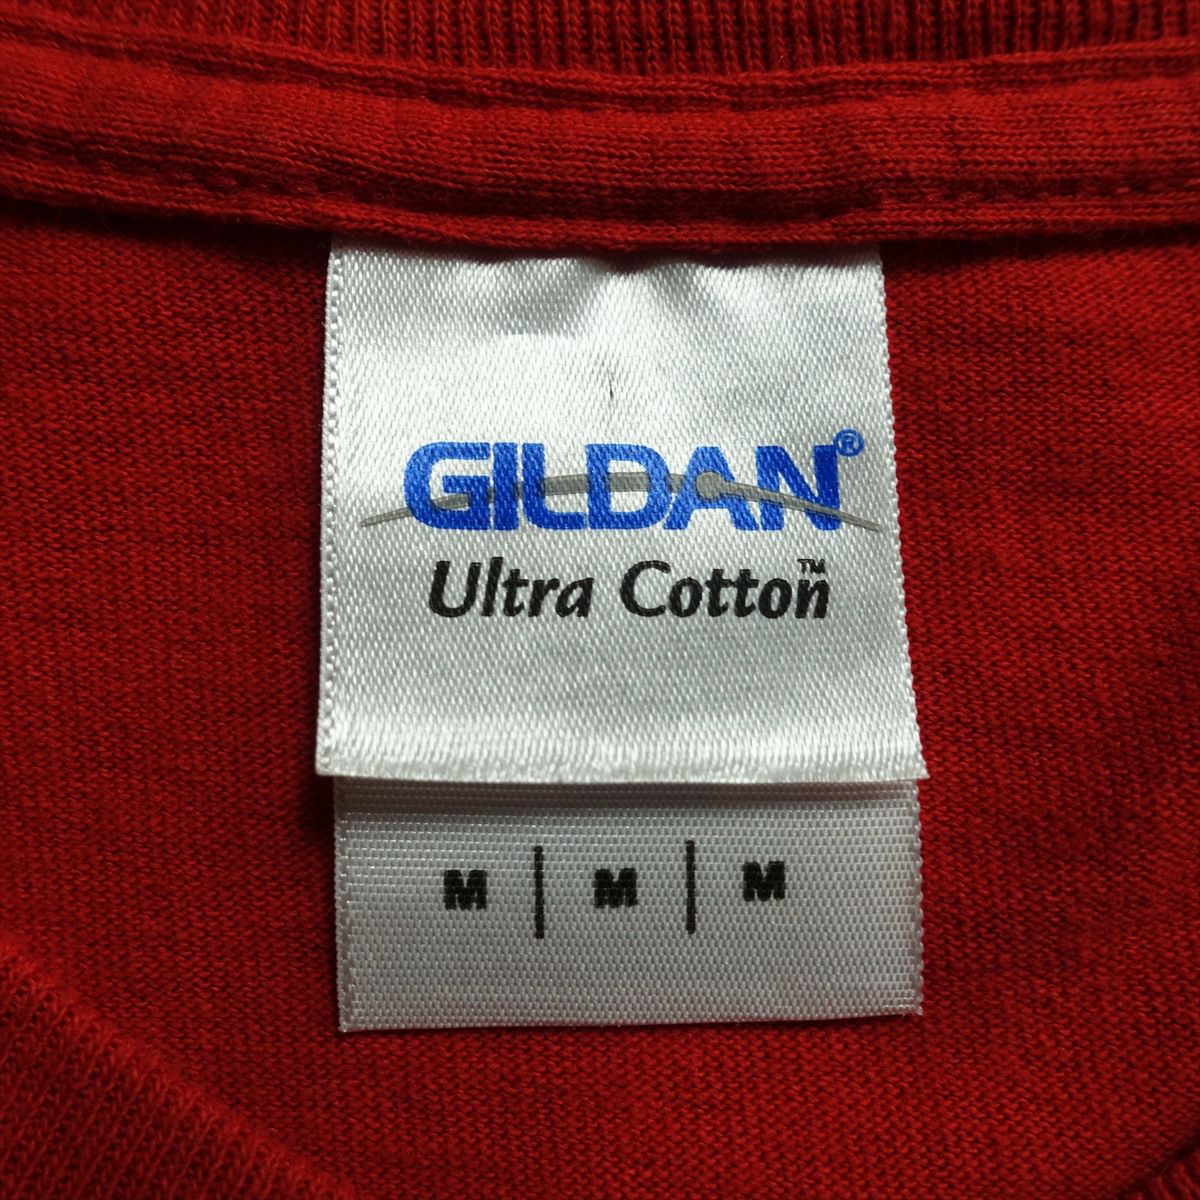 GILDAN®
Ultra Cotton™
M | M | M